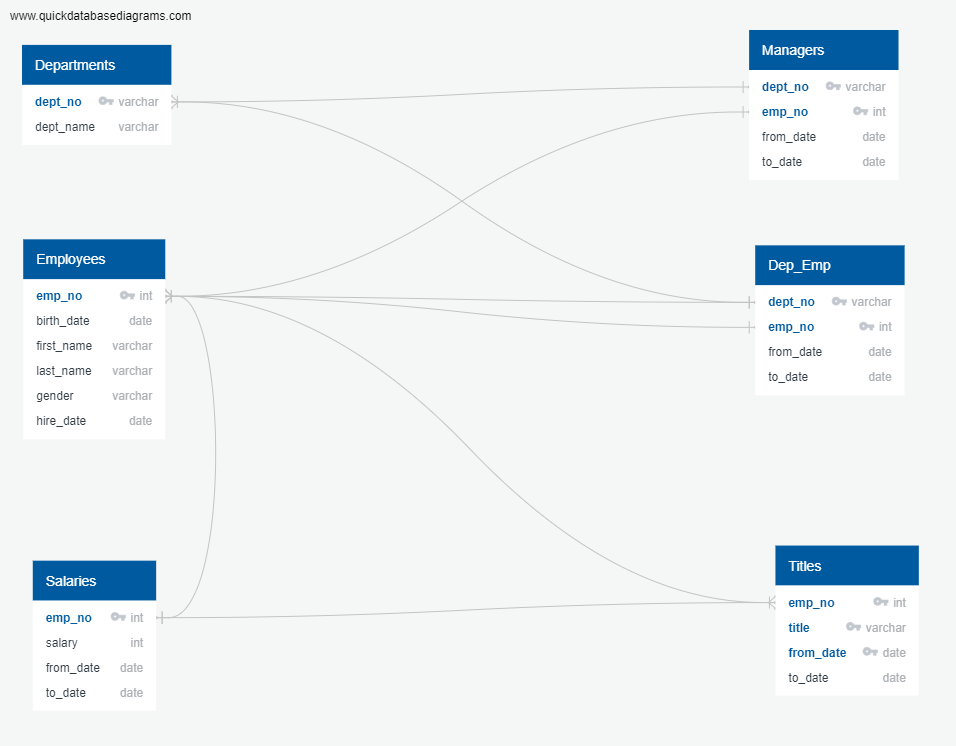 www.quickdatabasediagrams.com
Departments
dept_no varchar
dept_name varchar
Managers
dept_no varchar
emp_no int
from_date date
to_date date
Employees
emp_no int
birth_date date
first_name varchar
last_name varchar
gender varchar
hire_date date
Dep_Emp
dept_no varchar
emp_no int
from_date date
to_date date
Salaries
emp_no int
salary int
from_date date
to_date date
Titles
emp_no int
title varchar
from_date date
to_date date